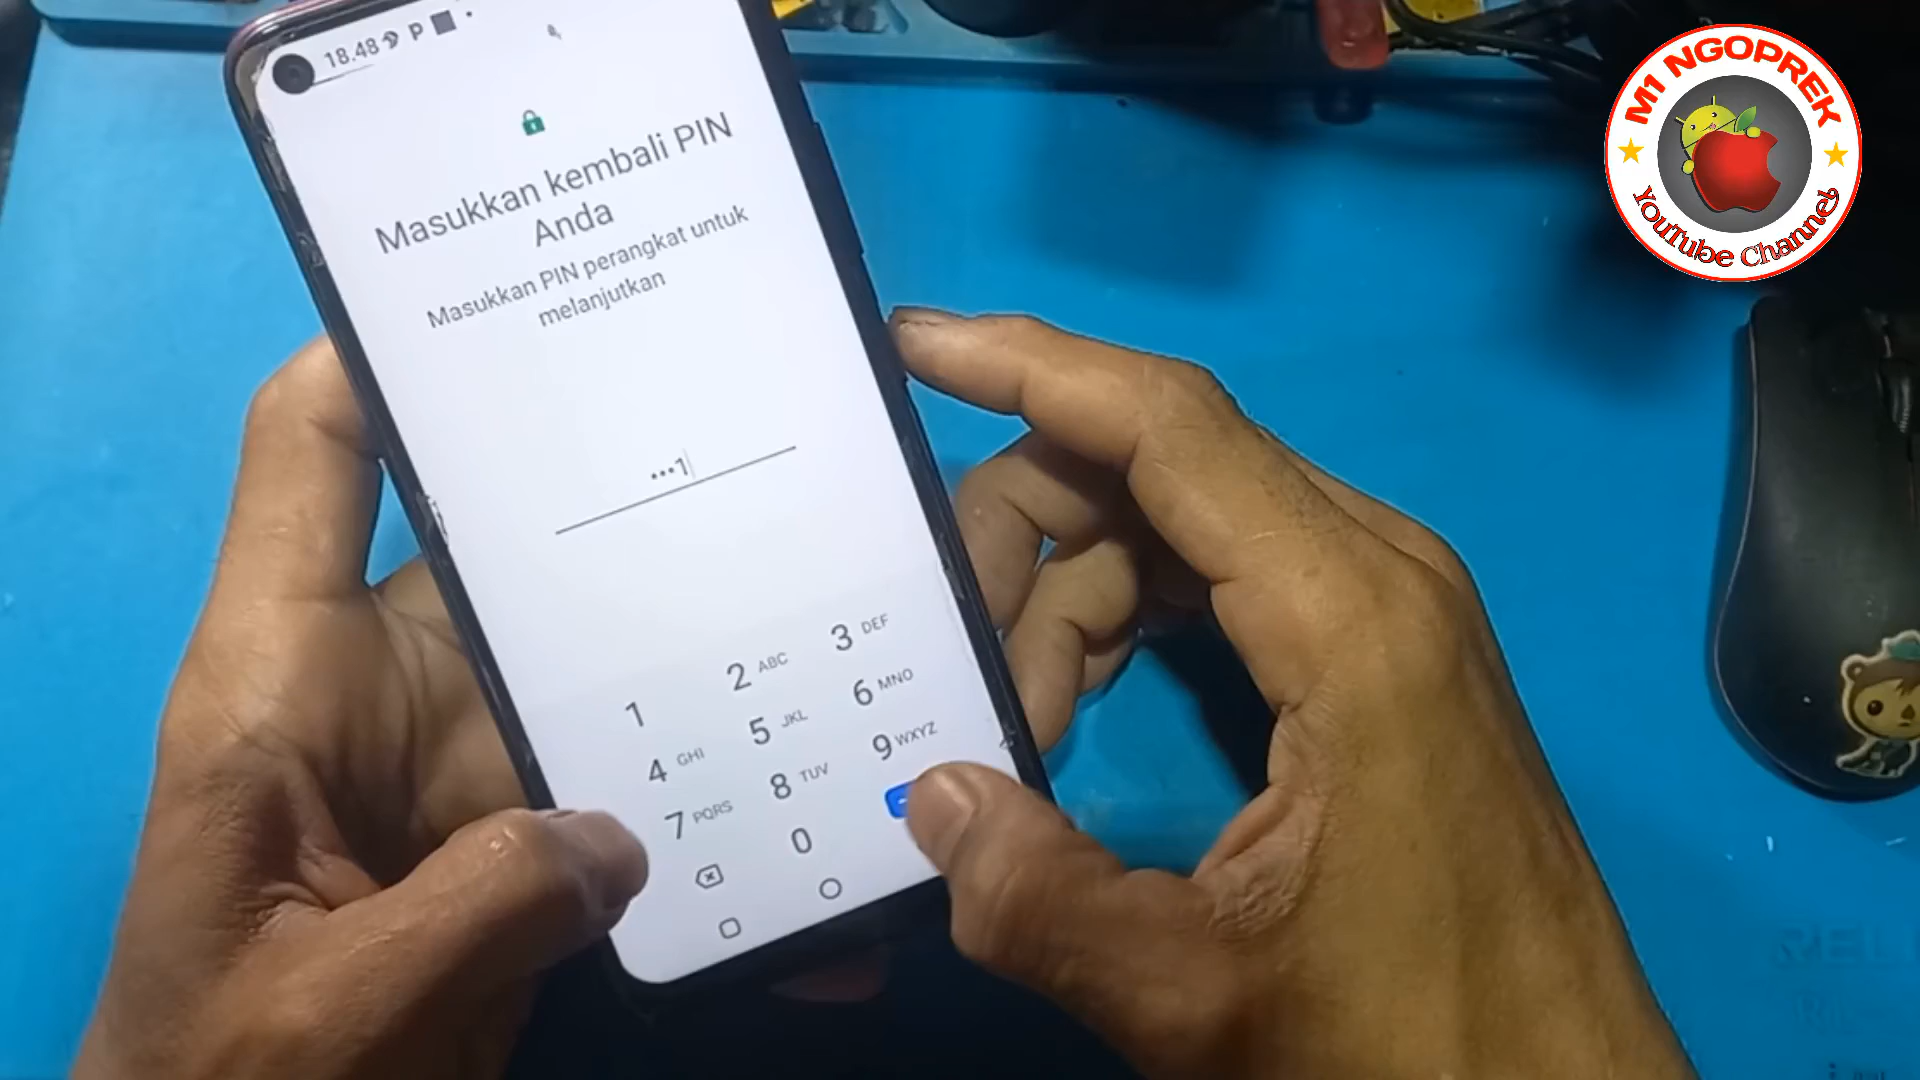 18.48 P
Masukkan kembali PIN
Anda
Masukkan PIN perangkat untuk
melanjutkan
•••1
1
2 ABC
3 DEF
4 GHI
5 JKL
6 MNO
7 PQRS
8 TUV
9 WXYZ
0
M1 NGOPREK
YouTube Channel